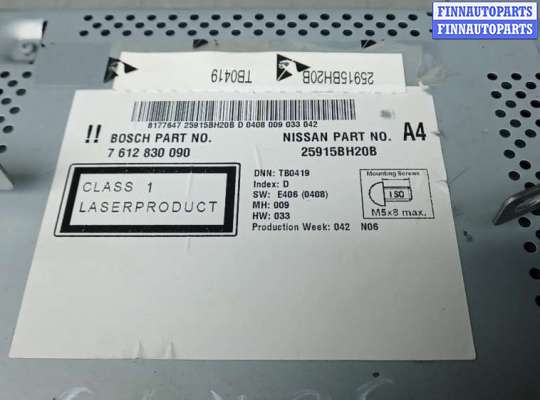 FINNAUTOPARTS
FINNAUTOPARTS
TB0419
25915BH20B
8177647 25915BH20B D 0408 009 033 042
!! BOSCH PART NO.
7 612 830 090
NISSAN PART NO. A4
25915BH20B
CLASS 1
LASERPRODUCT
DNN: TB0419
Index: D
SW: E406 (0408)
MH: 009
HW: 033
Production Week: 042 N06
Mounting Screws
ISO
M5x8 max.